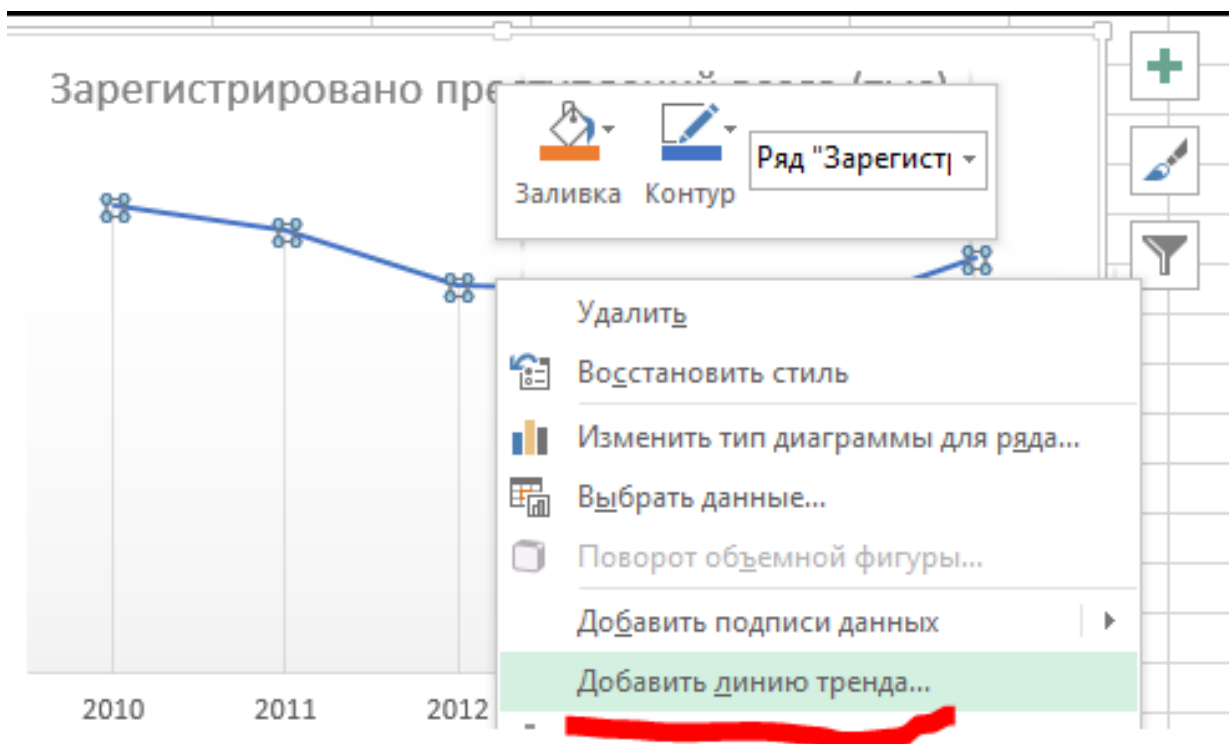 Зарегистрировано
Заливка Контур
Ряд "Зарегист
Удалить
Восстановить стиль
Изменить тип диаграммы для ряда...
Выбрать данные...
Поворот объемной фигуры...
Добавить подписи данных
Добавить линию тренда...
2010 2011 2012